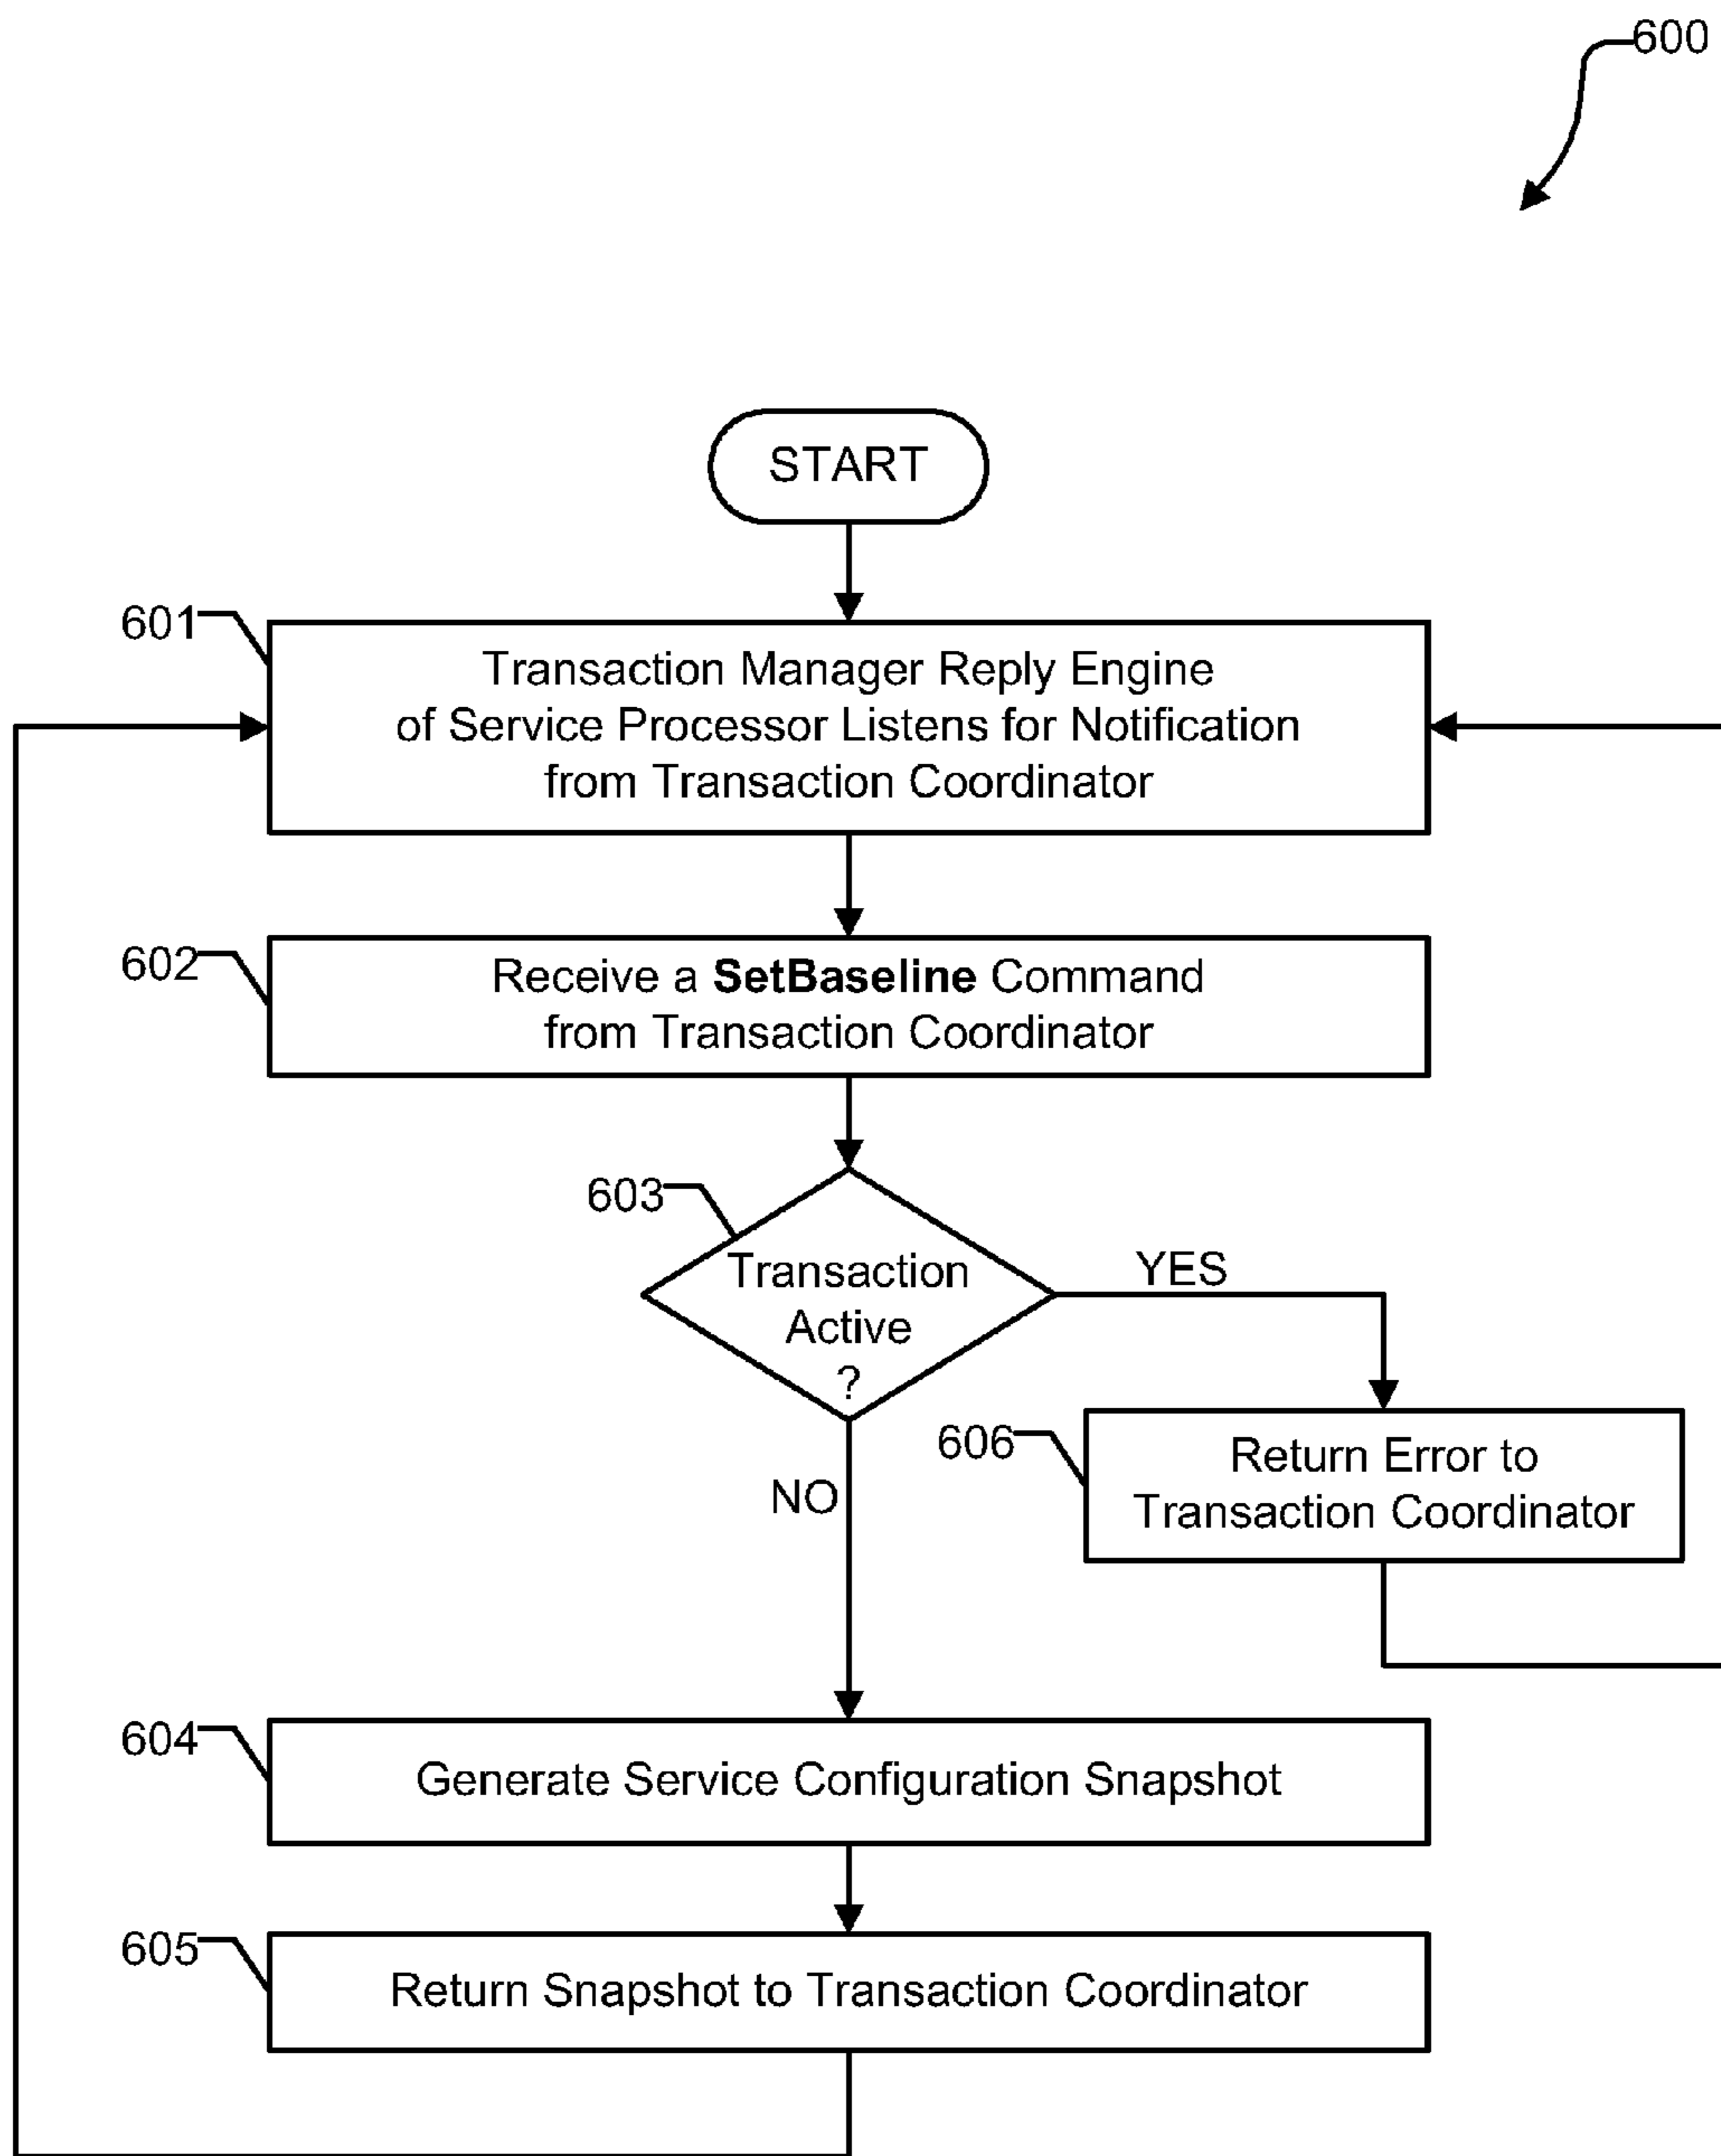 600
START
601
Transaction Manager Reply Engine
of Service Processor Listens for Notification
from Transaction Coordinator
602
Receive a SetBaseline Command
from Transaction Coordinator
603
Transaction
Active
?
YES
NO
606
Return Error to
Transaction Coordinator
604
Generate Service Configuration Snapshot
605
Return Snapshot to Transaction Coordinator